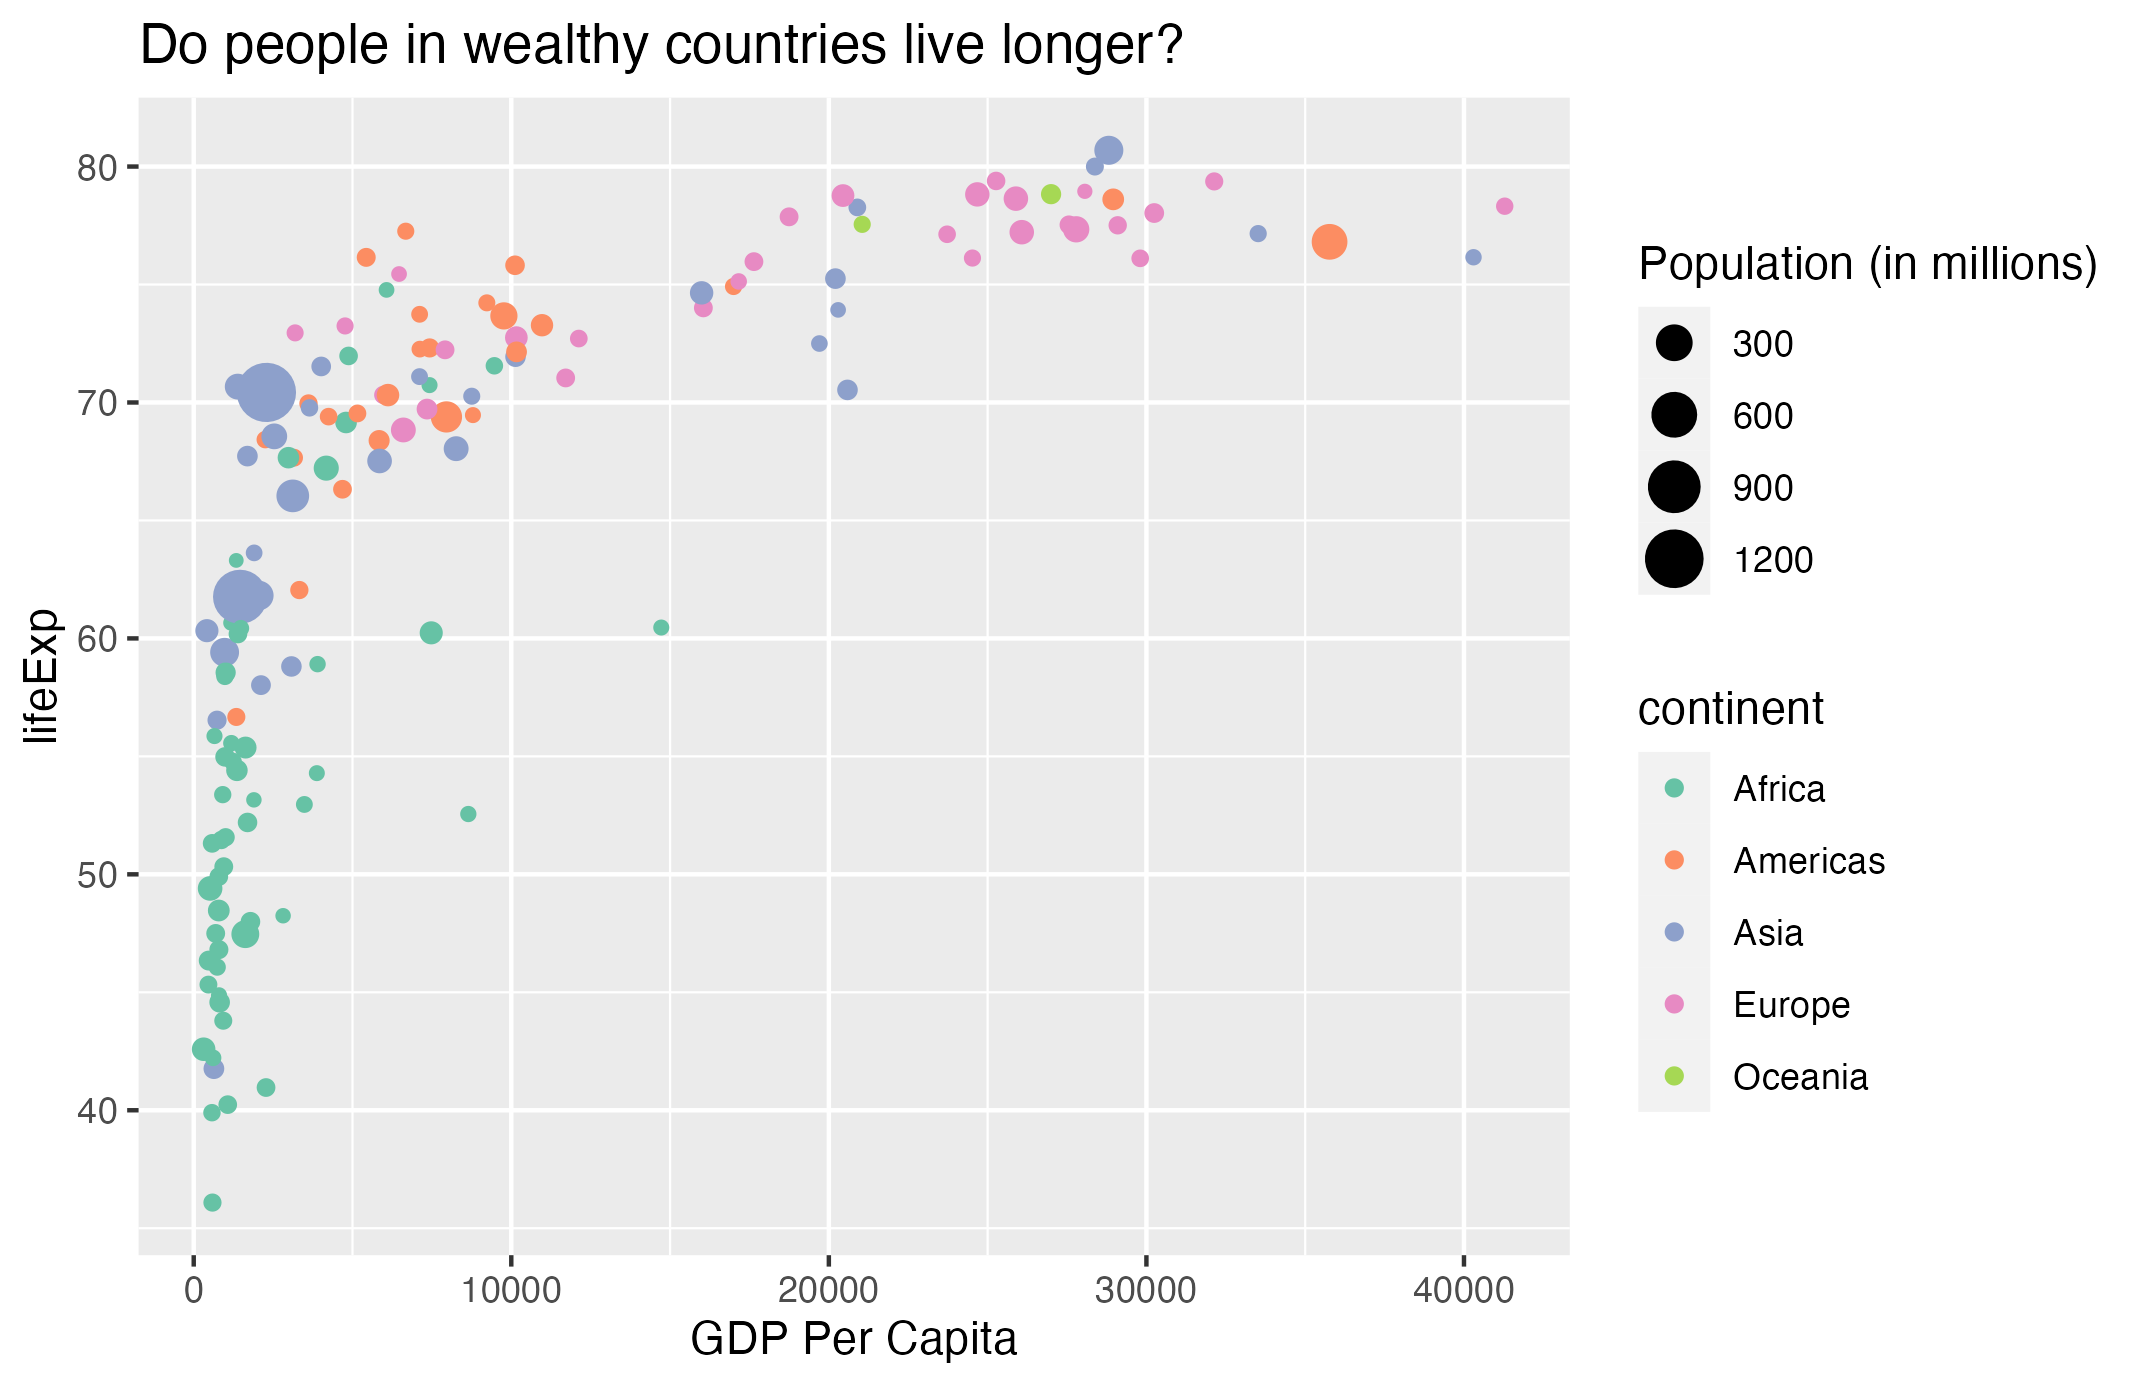 Do people in wealthy countries live longer?
80
70
60
50
40
lifeExp
0 10000 20000 30000 40000
GDP Per Capita
Population (in millions)
300
600
900
1200
continent
Africa
Americas
Asia
Europe
Oceania